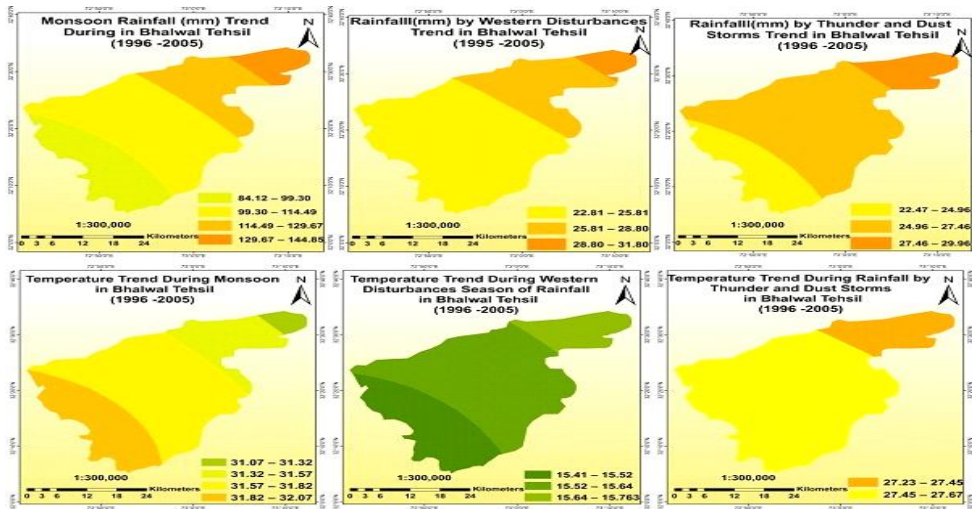 Monsoon Rainfall (mm) Trend
During in Bhalwal Tehsil
(1996 -2005)
N
84.12 – 99.30
99.30 – 114.49
114.49 – 129.67
129.67 – 144.85
1:300,000
Kilometers
0 3 6 12 18 24
Rainfalll(mm) by Western Disturbances
Trend in Bhalwal Tehsil
(1995 -2005)
N
22.81 – 25.81
25.81 – 28.80
28.80 – 31.80
1:300,000
Kilometers
0 3 6 12 18 24
Rainfalll(mm) by Thunder and Dust
Storms Trend in Bhalwal Tehsil
(1996 -2005)
N
22.47 – 24.96
24.96 – 27.46
27.46 – 29.96
1:300,000
Kilometers
0 3 6 12 18 24
Temperature Trend During Monsoon
in Bhalwal Tehsil
(1996 -2005)
N
31.07 – 31.32
31.32 – 31.57
31.57 – 31.82
31.82 – 32.07
1:300,000
Kilometers
0 3 6 12 18 24
Temperature Trend During Western
Disturbances Season of Rainfall
in Bhalwal Tehsil
(1996 -2005)
N
15.41 – 15.52
15.52 – 15.64
15.64 – 15.763
1:300,000
Kilometers
0 3 6 12 18 24
Temperature Trend During Rainfall by
Thunder and Dust Storms
in Bhalwal Tehsil
(1996 -2005)
N
27.23 – 27.45
27.45 – 27.67
1:300,000
Kilometers
0 3 6 12 18 24